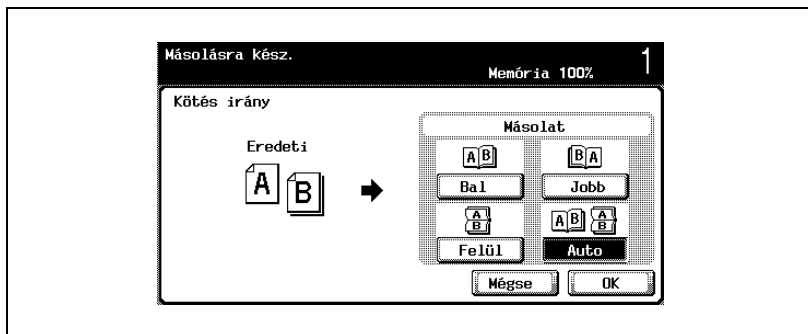 Másolásra kész.
Memória 100% 1
Kötés irány
Másolat
Eredeti
A B
A B
B A
Bal
Jobb
A
B
A B
A
B
Felül
Auto
Mégse
OK